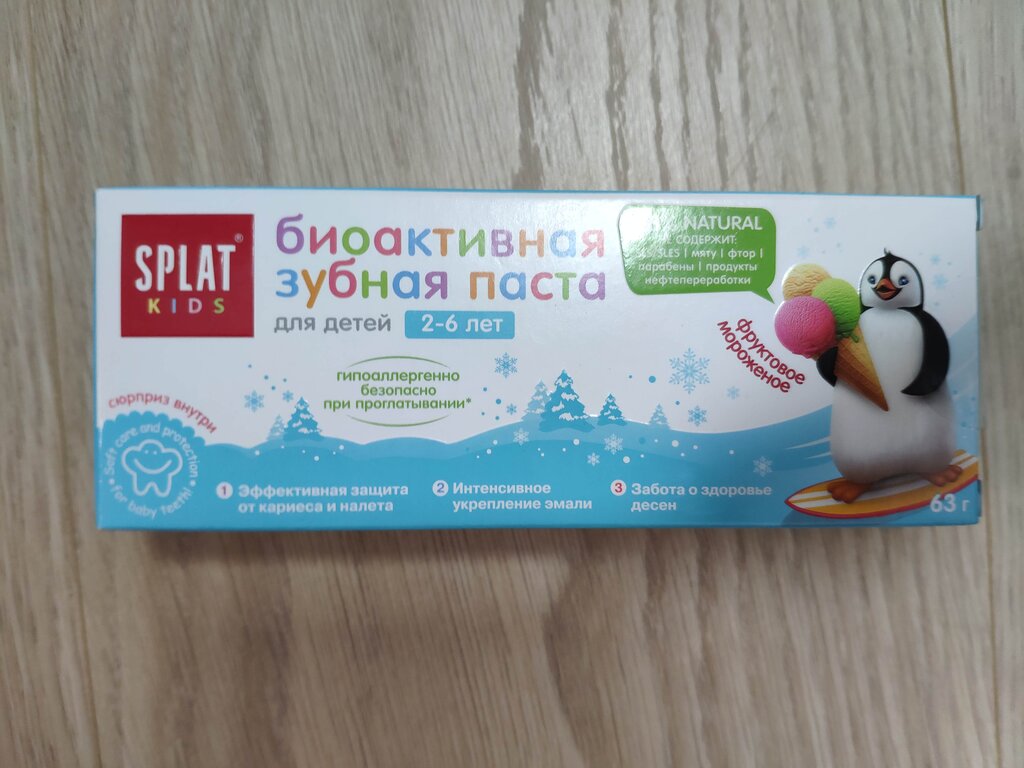 SPLAT®
KIDS
биоактивная
зубная паста
для детей 2-6 лет
NATURAL
СОДЕРЖИТ:
SLS/SLES | мяту | фтор |
парабены | продукты
нефтепереработки
фруктовое
мороженое
гипоаллергенно
безопасно
при проглатывании*
сюрприз внутри
Safe care and protection
• For baby teeth! •
1 Эффективная защита
от кариеса и налета
2 Интенсивное
укрепление эмали
3 Забота о здоровье
десен
63 г